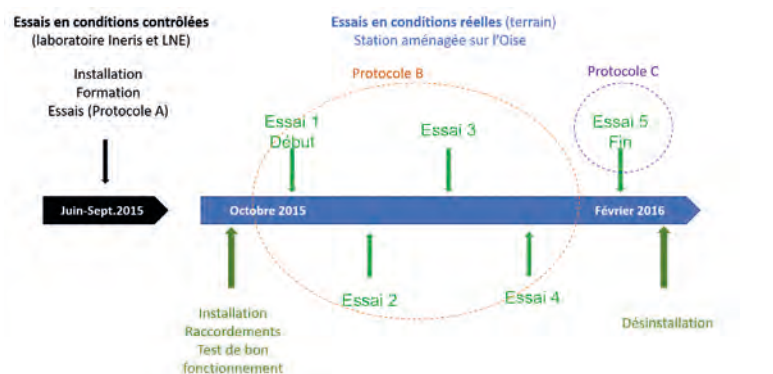 Essais en conditions contrôlées
(laboratoire Ineris et LNE)
Installation
Formation
Essais (Protocole A)
Juin-Sept.2015
Essais en conditions réelles (terrain)
Station aménagée sur l'Oise
Protocole B
Protocole C
Essai 1
Début
Essai 3
Essai 5
Fin
Octobre 2015
Février 2016
Essai 2
Essai 4
Installation
Raccordements
Test de bon
fonctionnement
Désinstallation